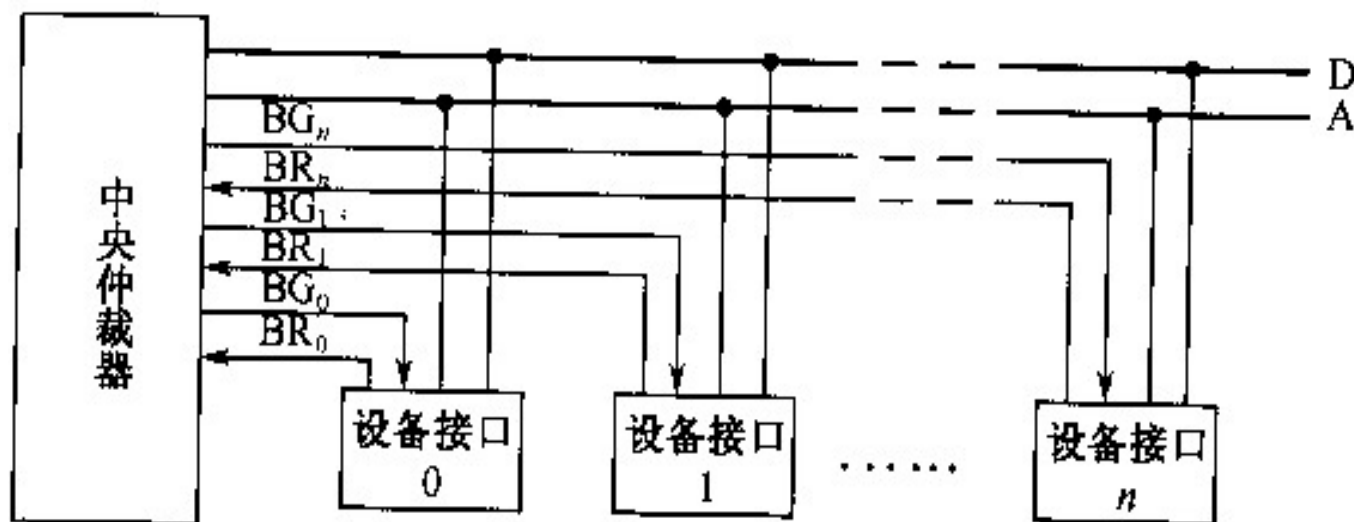 D
A
BGₙ
BRₙ
BG₁
BR₁
BG₀
BR₀
中央仲裁器
设备接口
0
设备接口
1
.......
设备接口
n